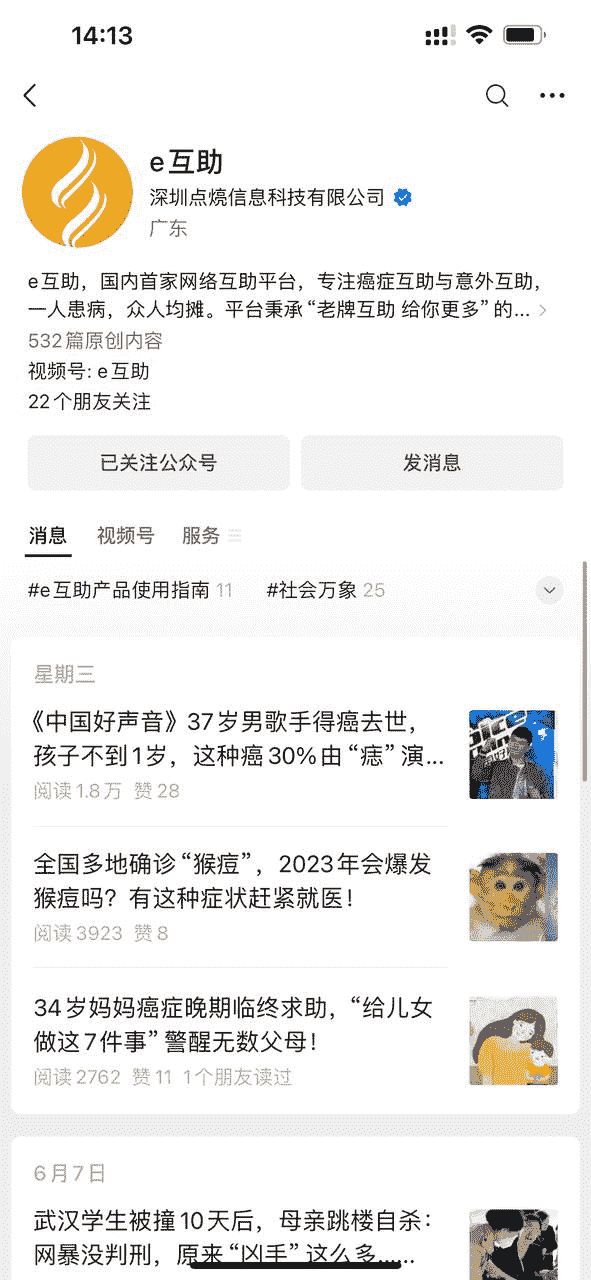 14:13
e互助
深圳点熀信息科技有限公司
广东
e互助，国内首家网络互助平台，专注癌症互助与意外互助，
一人患病，众人均摊。平台秉承“老牌互助 给你更多”的...
532篇原创内容
视频号: e互助
22个朋友关注
已关注公众号 发消息
消息 视频号 服务
#e互助产品使用指南 11 #社会万象 25
星期三
《中国好声音》37岁男歌手得癌去世，
孩子不到1岁，这种癌30%由“痣”演...
阅读1.8万 赞28
全国多地确诊“猴痘”，2023年会爆发
猴痘吗？有这种症状赶紧就医！
阅读3923 赞8
34岁妈妈癌症晚期临终求助，“给儿女
做这7件事”警醒无数父母！
阅读2762 赞11 1个朋友读过
6月7日
武汉学生被撞10天后，母亲跳楼自杀：
网暴没判刑，原来“凶手”这么多......